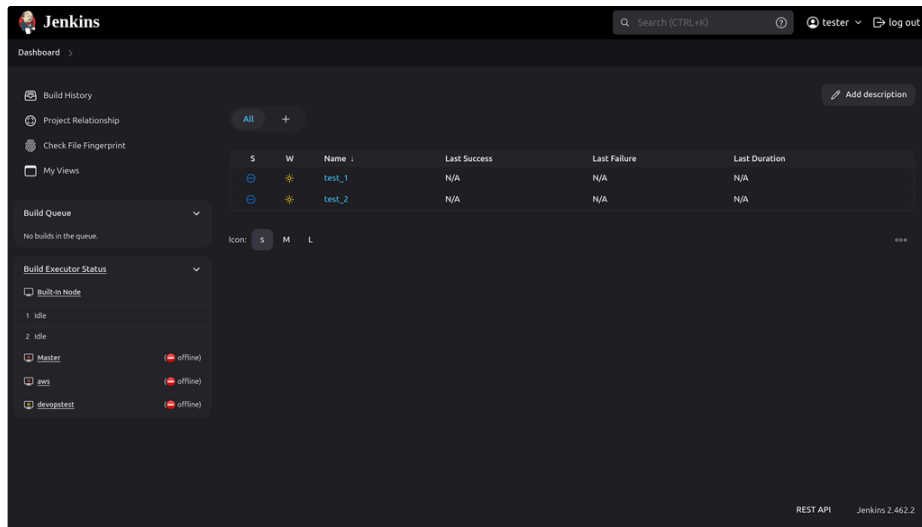 Jenkins
Search (CTRL+K)
tester
log out
Dashboard
Build History
Project Relationship
Check File Fingerprint
My Views
Build Queue
No builds in the queue.
Build Executor Status
Built-In Node
1 Idle
2 Idle
Master (offline)
aws (offline)
devopstest (offline)
Add description
All +
S W Name ↓ Last Success Last Failure Last Duration
test_1 N/A N/A N/A
test_2 N/A N/A N/A
Icon: S M L
REST API Jenkins 2.462.2